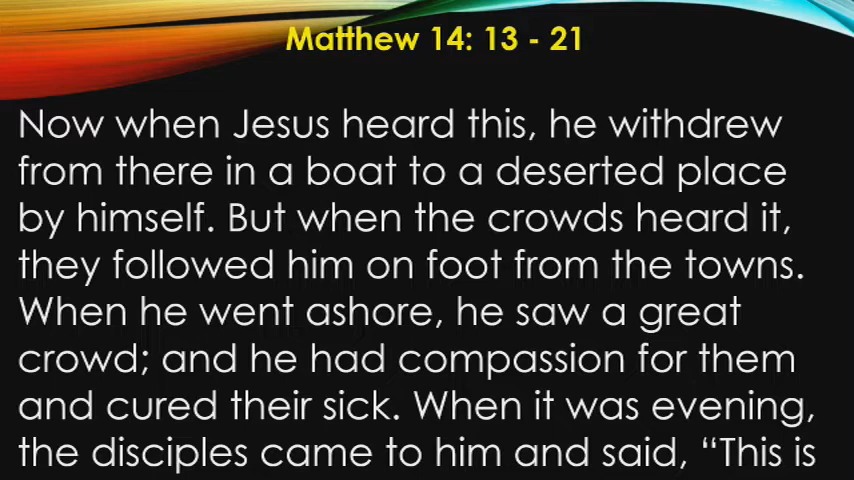 Matthew 14: 13 - 21
Now when Jesus heard this, he withdrew
from there in a boat to a deserted place
by himself. But when the crowds heard it,
they followed him on foot from the towns.
When he went ashore, he saw a great
crowd; and he had compassion for them
and cured their sick. When it was evening,
the disciples came to him and said, “This is